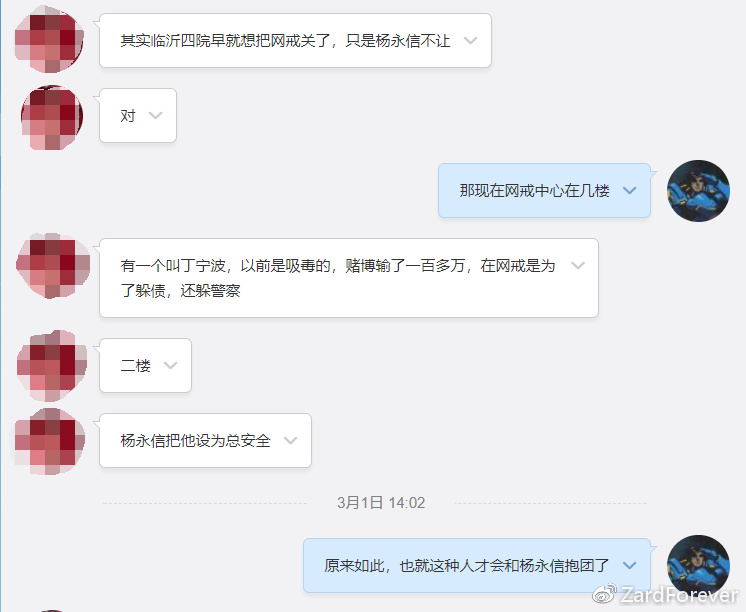 其实临沂四院早就想把网戒关了，只是杨永信不让
对
那现在网戒中心在几楼
有一个叫丁宁波，以前是吸毒的，赌博输了一百多万，在网戒是为
了躲债，还躲警察
二楼
杨永信把他设为总安全
3月1日 14:02
原来如此，也就这种人才会和杨永信抱团了
ZardForever